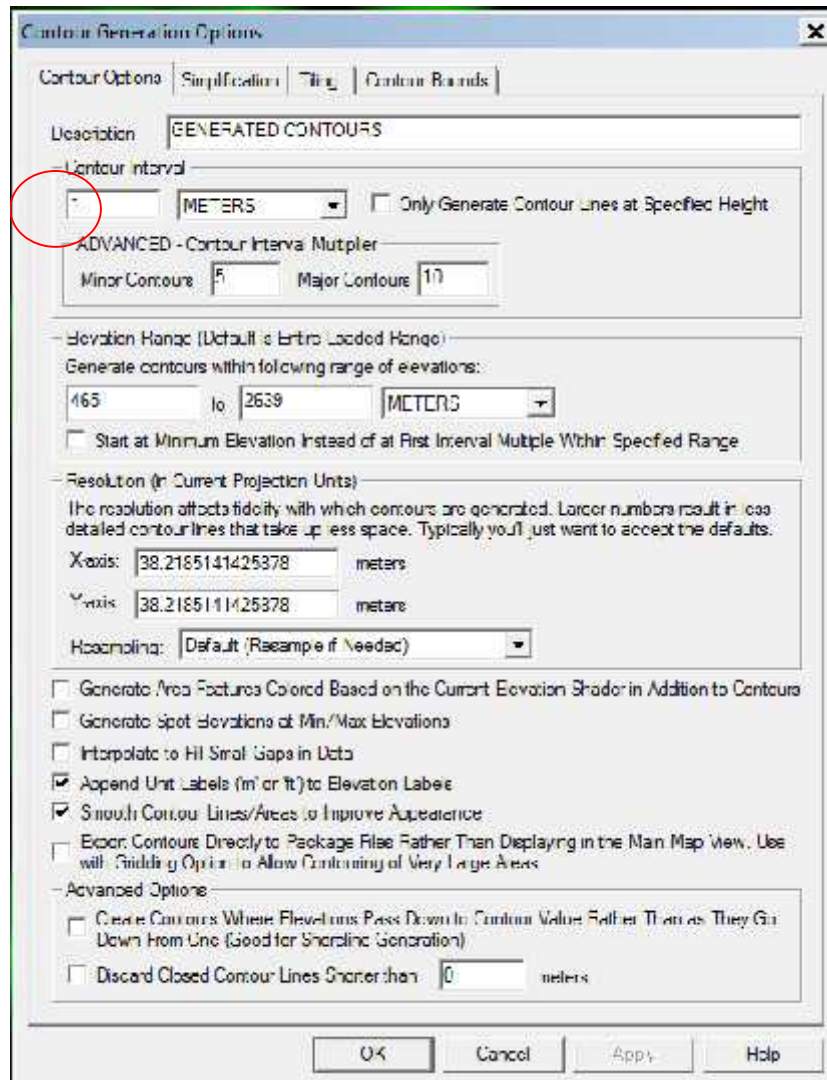 Contour Generation Options
Contour Options Simplification Tiling Contour Bounds
Description GENERATED CONTOURS
Contour Interval
METERS Only Generate Contour Lines at Specified Height
ADVANCED - Contour Interval Multiplier
Minor Contours 5 Major Contours 10
Elevation Range (Default is Entire Loaded Range)
Generate contours within following range of elevations:
465 to 2639 METERS
Start at Minimum Elevation Instead of at First Interval Multiple Within Specified Range
Resolution (in Current Projection Units)
The resolution affects fidelity with which contours are generated. Larger numbers result in less
detailed contour lines that take up less space. Typically you'll just want to accept the defaults.
X-axis: 38.2185141425378 meters
Y-axis: 38.2185141425378 meters
Resampling: Default (Resample if Needed)
Generate Area Features Colored Based on the Current Elevation Shader in Addition to Contours
Generate Spot Elevations at Min/Max Elevations
Interpolate to Fill Small Gaps in Data
Append Unit Labels ('m' or 'ft') to Elevation Labels
Smooth Contour Lines/Areas to Improve Appearance
Export Contours Directly to Package Files Rather Than Displaying in the Main Map View. Use
with Gridding Option to Allow Contouring of Very Large Areas
Advanced Options
Create Contours Where Elevations Pass Down to Contour Value Rather Than as They Go
Down From One (Good for Shoreline Generation)
Discard Closed Contour Lines Shorter than 0 meters
OK Cancel Apply Help